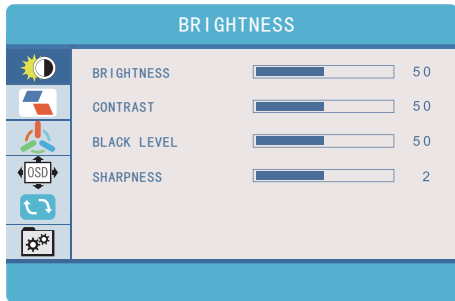 BRIGHTNESS
BRIGHTNESS 50
CONTRAST 50
BLACK LEVEL 50
SHARPNESS 2
OSD